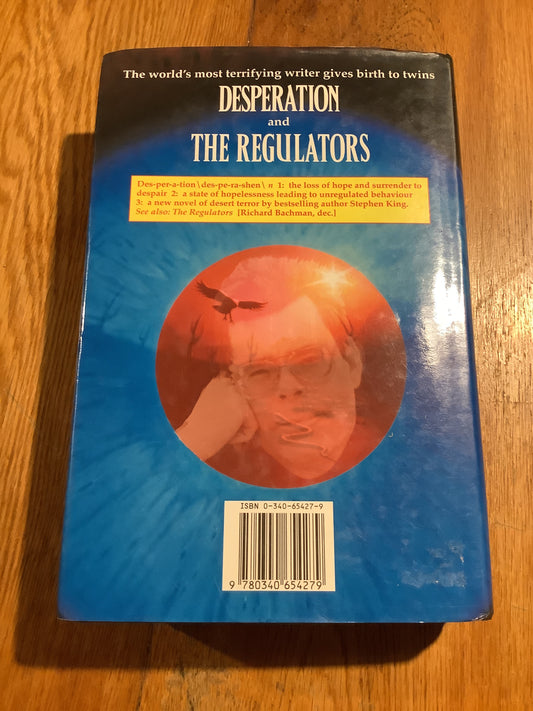 The world's most terrifying writer gives birth to twins
DESPERATION
and
THE REGULATORS
Des-per-a-tion \ des-pe-ra-shen \ n 1: the loss of hope and surrender to
despair 2: a state of hopelessness leading to unregulated behaviour
3: a new novel of desert terror by bestselling author Stephen King.
See also: The Regulators [Richard Bachman, dec.]
ISBN 0-340-65427-9
9 780340 654279